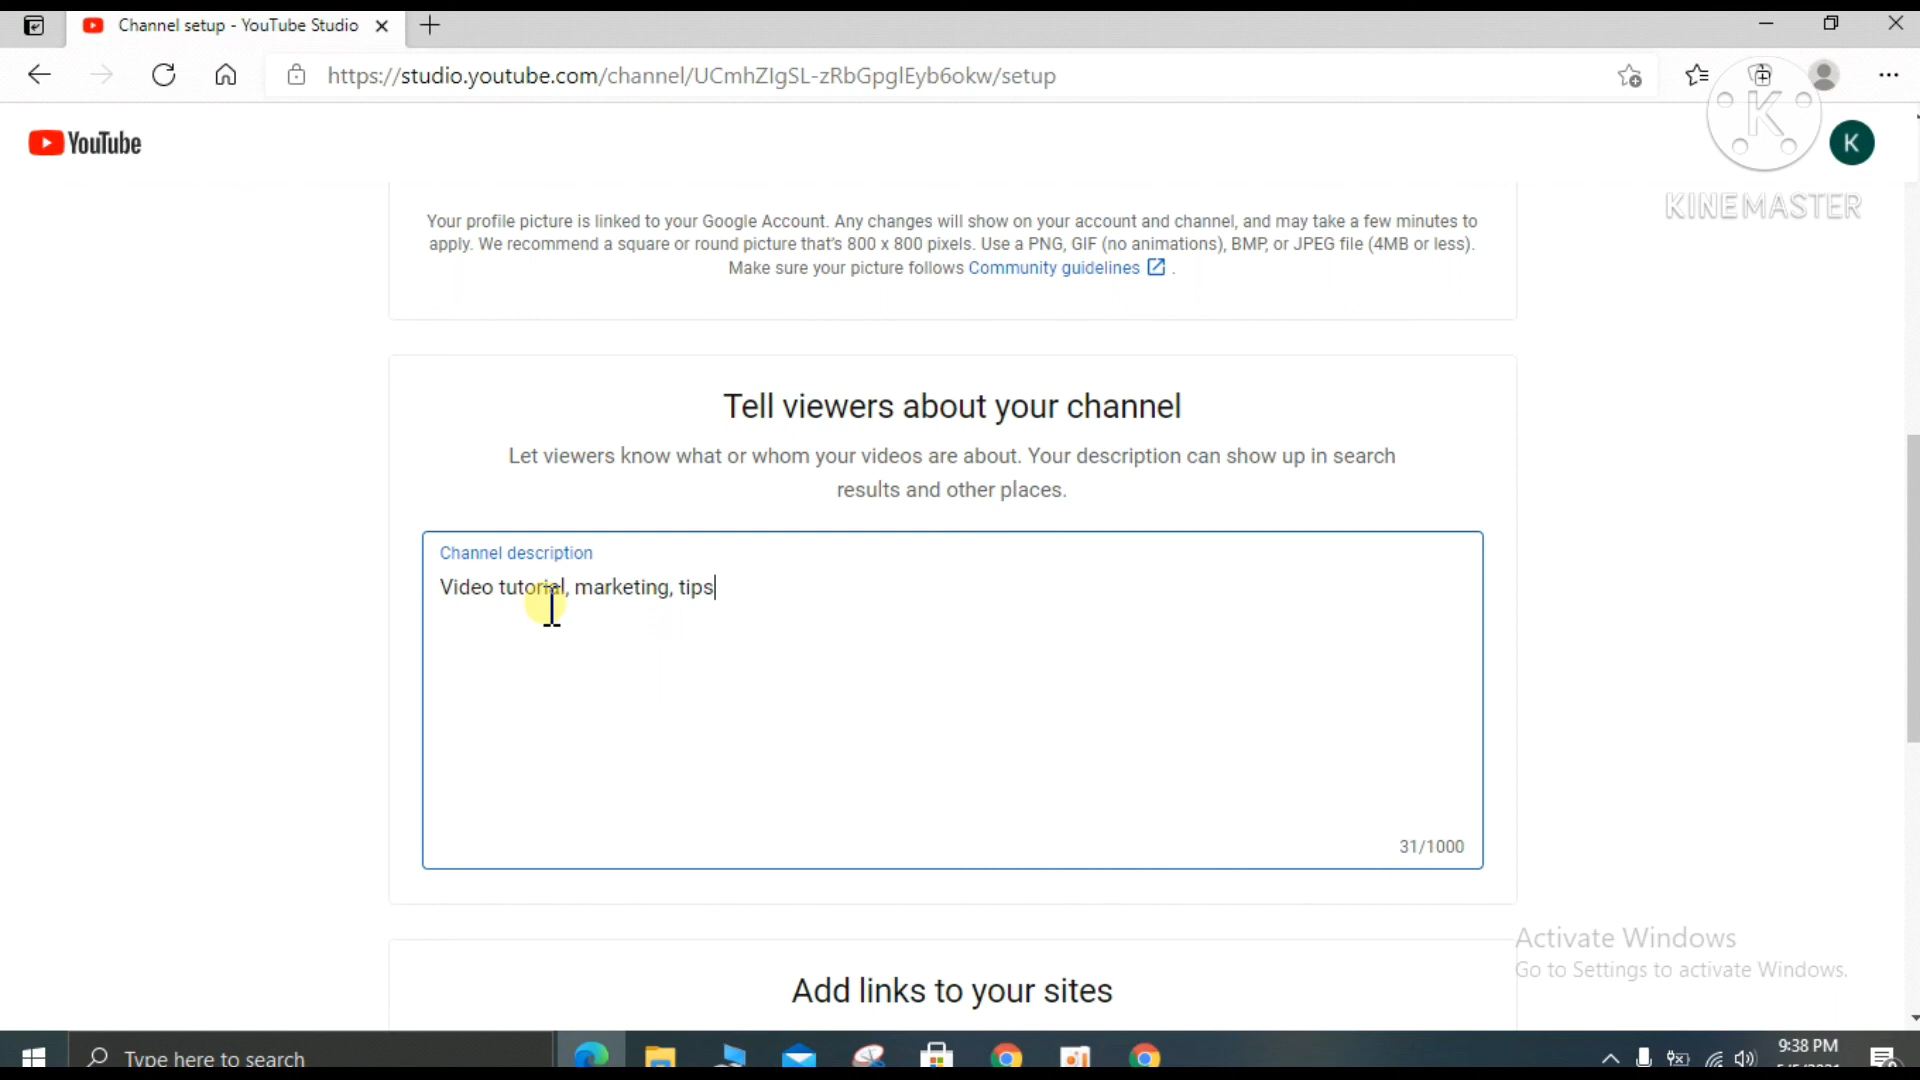 Channel setup - YouTube Studio
https://studio.youtube.com/channel/UCmhZIgSL-zRbGpglEyb6okw/setup
YouTube
K
K
KINEMASTER
Your profile picture is linked to your Google Account. Any changes will show on your account and channel, and may take a few minutes to
apply. We recommend a square or round picture that's 800 x 800 pixels. Use a PNG, GIF (no animations), BMP, or JPEG file (4MB or less).
Make sure your picture follows Community guidelines .
Tell viewers about your channel
Let viewers know what or whom your videos are about. Your description can show up in search
results and other places.
Channel description
Video tutorial, marketing, tips
31/1000
Activate Windows
Go to Settings to activate Windows.
Add links to your sites
Type here to search
9:38 PM